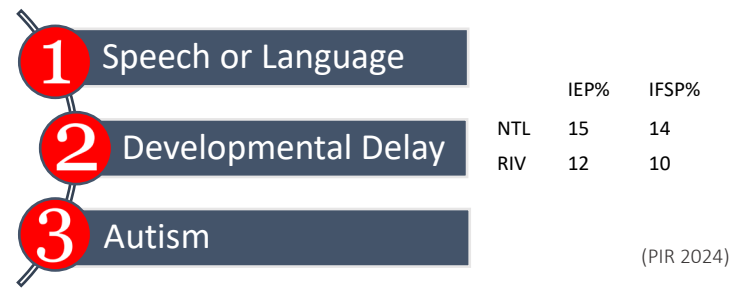 1 Speech or Language
2 Developmental Delay
3 Autism
IEP% IFSP%
NTL 15 14
RIV 12 10
(PIR 2024)